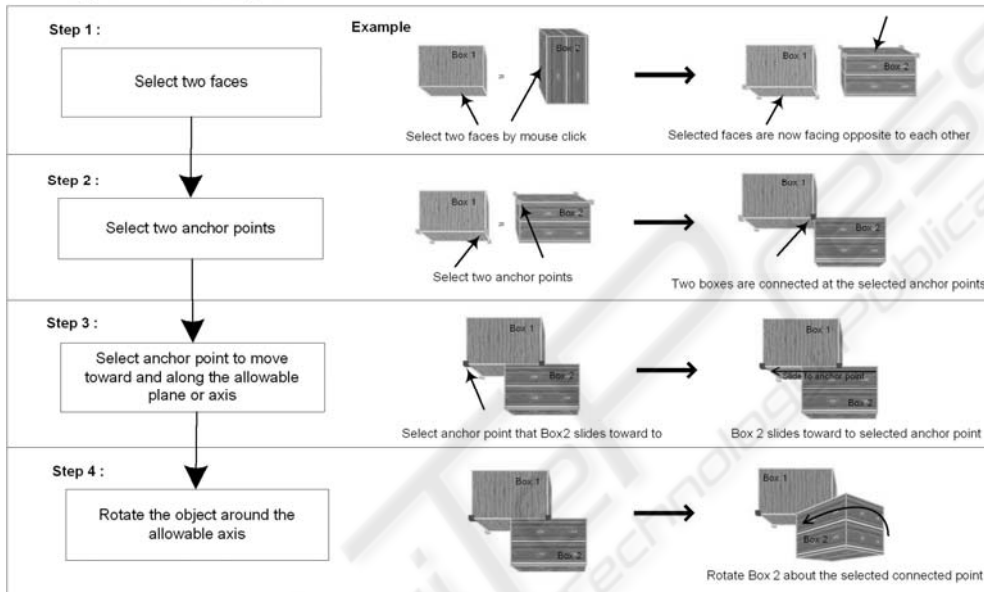 Step 1 :
Select two faces
Example
Box 1
Box 2
Select two faces by mouse click
Box 1
Box 2
Selected faces are now facing opposite to each other
Step 2 :
Select two anchor points
Box 1
Box 2
Select two anchor points
Box 1
Box 2
Two boxes are connected at the selected anchor points
Step 3 :
Select anchor point to move
toward and along the allowable
plane or axis
Box 1
Box 2
Select anchor point that Box2 slides toward to
Box 1
Slide to anchor point
Box 2
Box 2 slides toward to selected anchor point
Step 4 :
Rotate the object around the
allowable axis
Box 1
Box 2
Box 1
Box 2
Rotate Box 2 about the selected connected point